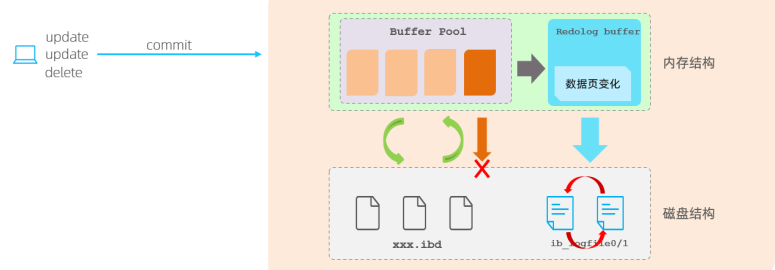 update
update
delete
commit
Buffer Pool
Redolog buffer
数据页变化
内存结构
xxx.ibd
ib_logfile0/1
磁盘结构